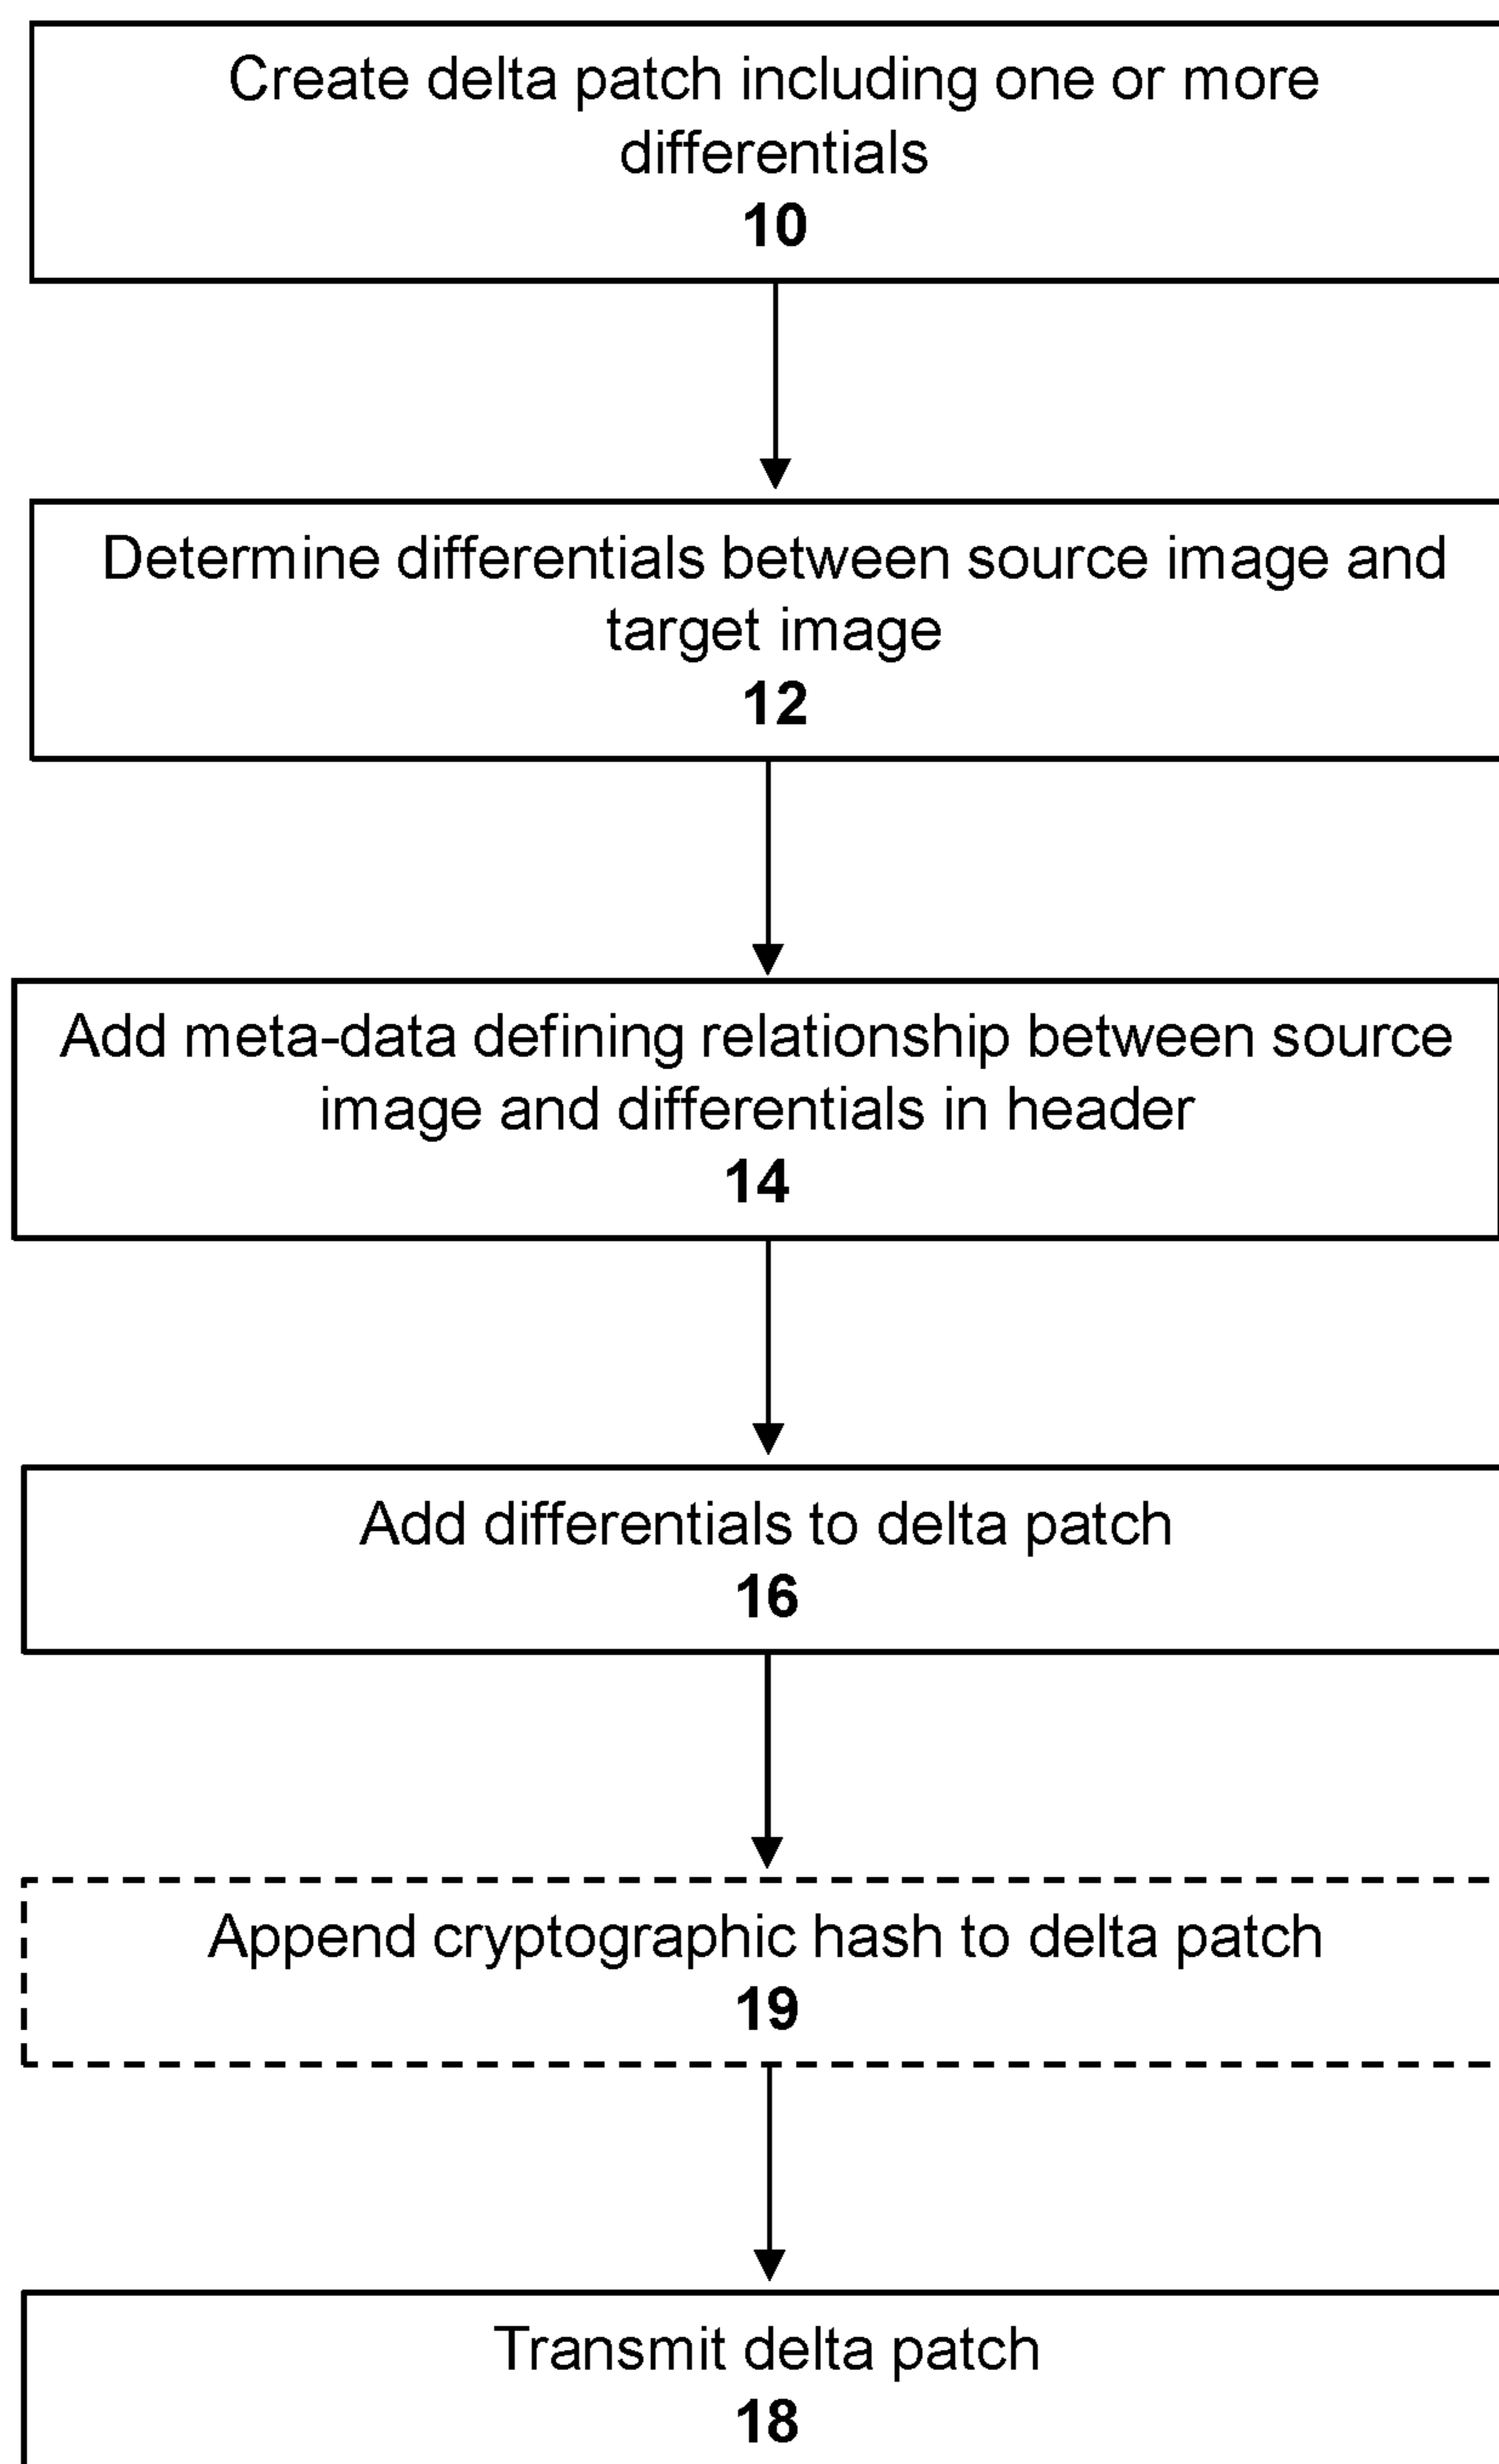 Create delta patch including one or more
differentials
10
Determine differentials between source image and
target image
12
Add meta-data defining relationship between source
image and differentials in header
14
Add differentials to delta patch
16
Append cryptographic hash to delta patch
19
Transmit delta patch
18